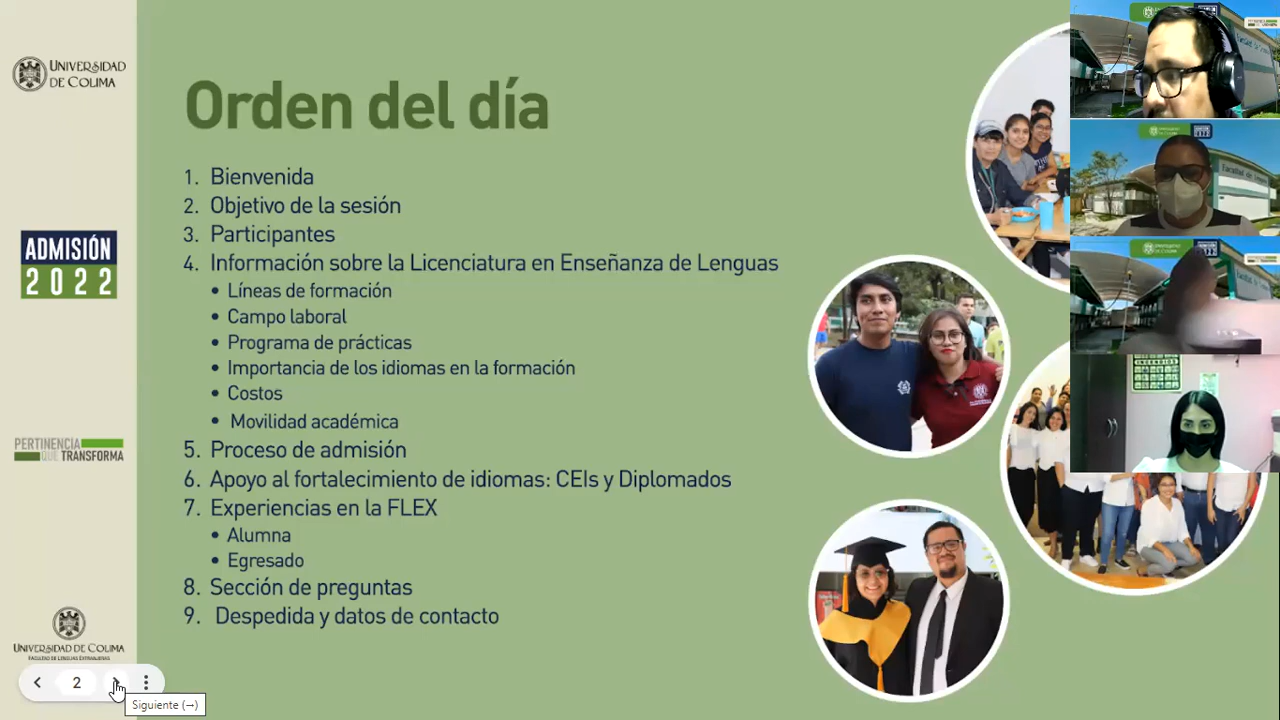 UNIVERSIDAD
DE COLIMA
ADMISIÓN
2022
PERTINENCIA
QUE TRANSFORMA
UNIVERSIDAD DE COLIMA
FACULTAD DE LENGUAS EXTRANJERAS
Orden del día
1. Bienvenida
2. Objetivo de la sesión
3. Participantes
4. Información sobre la Licenciatura en Enseñanza de Lenguas
• Líneas de formación
• Campo laboral
• Programa de prácticas
• Importancia de los idiomas en la formación
• Costos
• Movilidad académica
5. Proceso de admisión
6. Apoyo al fortalecimiento de idiomas: CEIs y Diplomados
7. Experiencias en la FLEX
• Alumna
• Egresado
8. Sección de preguntas
9. Despedida y datos de contacto
2
Siguiente (→)
INCENDIOS